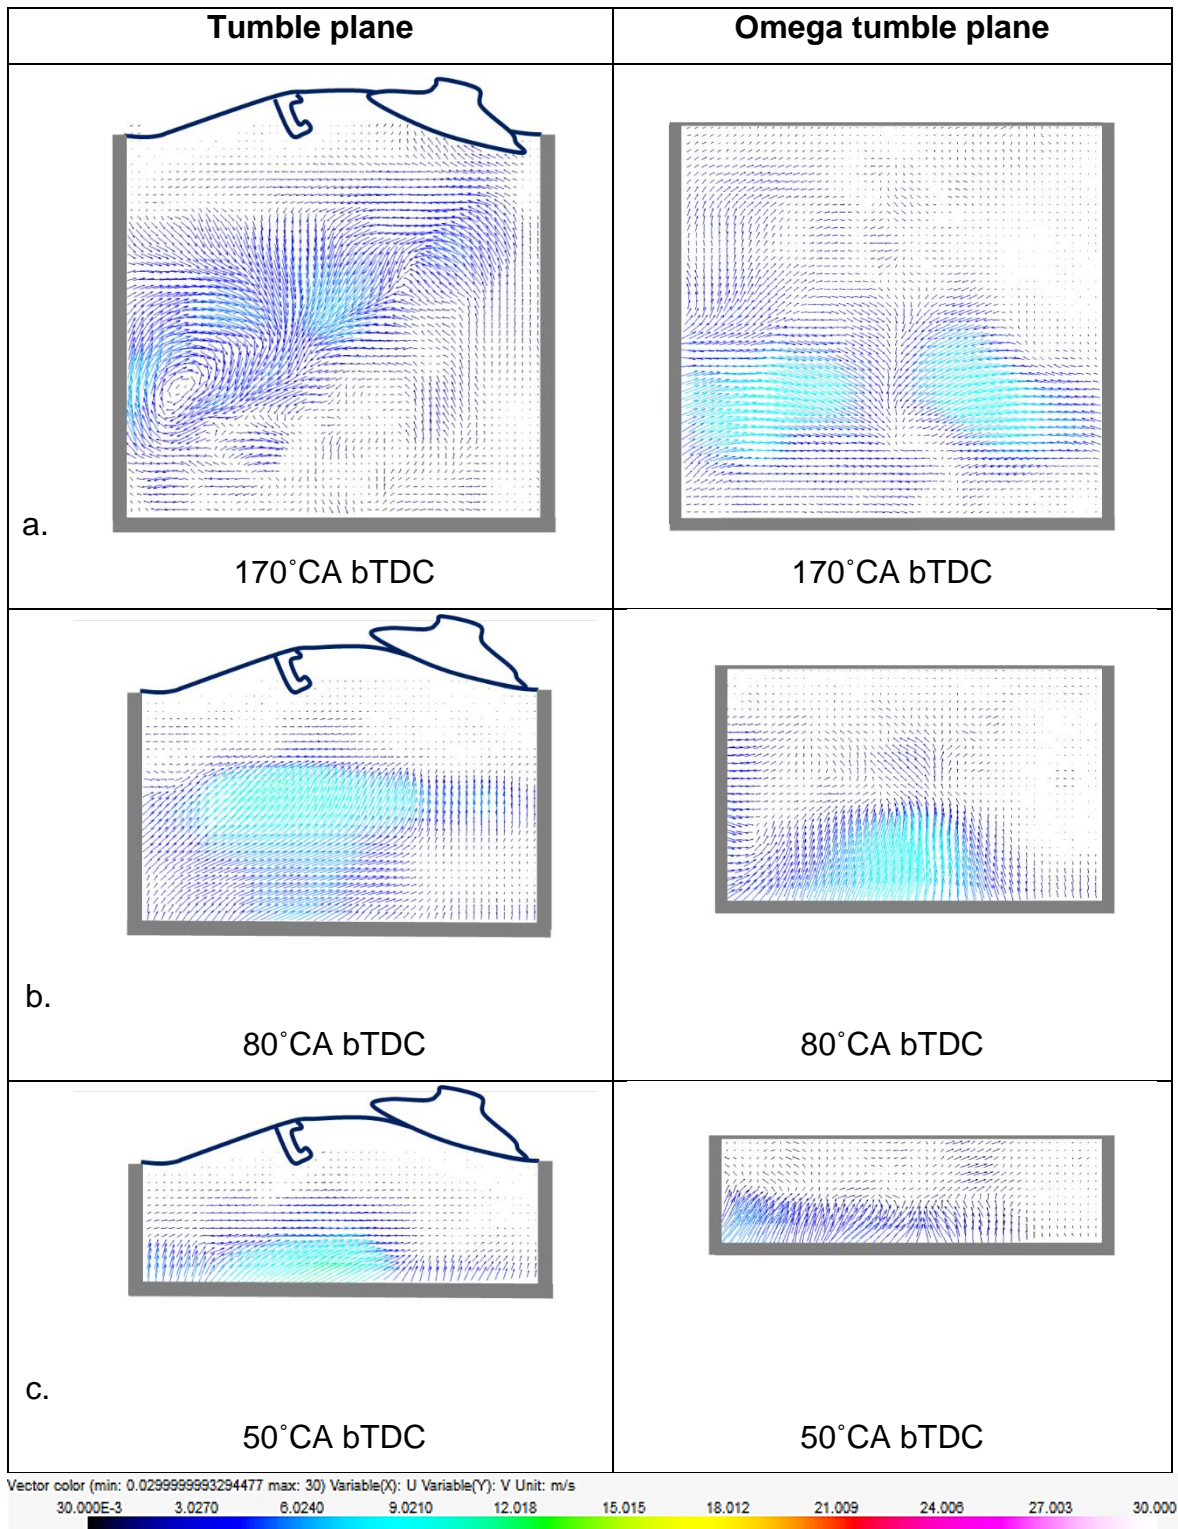 Tumble plane
Omega tumble plane
a.
170˚CA bTDC
170˚CA bTDC
b.
80˚CA bTDC
80˚CA bTDC
c.
50˚CA bTDC
50˚CA bTDC
Vector color (min: 0.0299999993294477 max: 30) Variable(X): U Variable(Y): V Unit: m/s
30.000E-3 3.0270 6.0240 9.0210 12.018 15.015 18.012 21.009 24.006 27.003 30.000